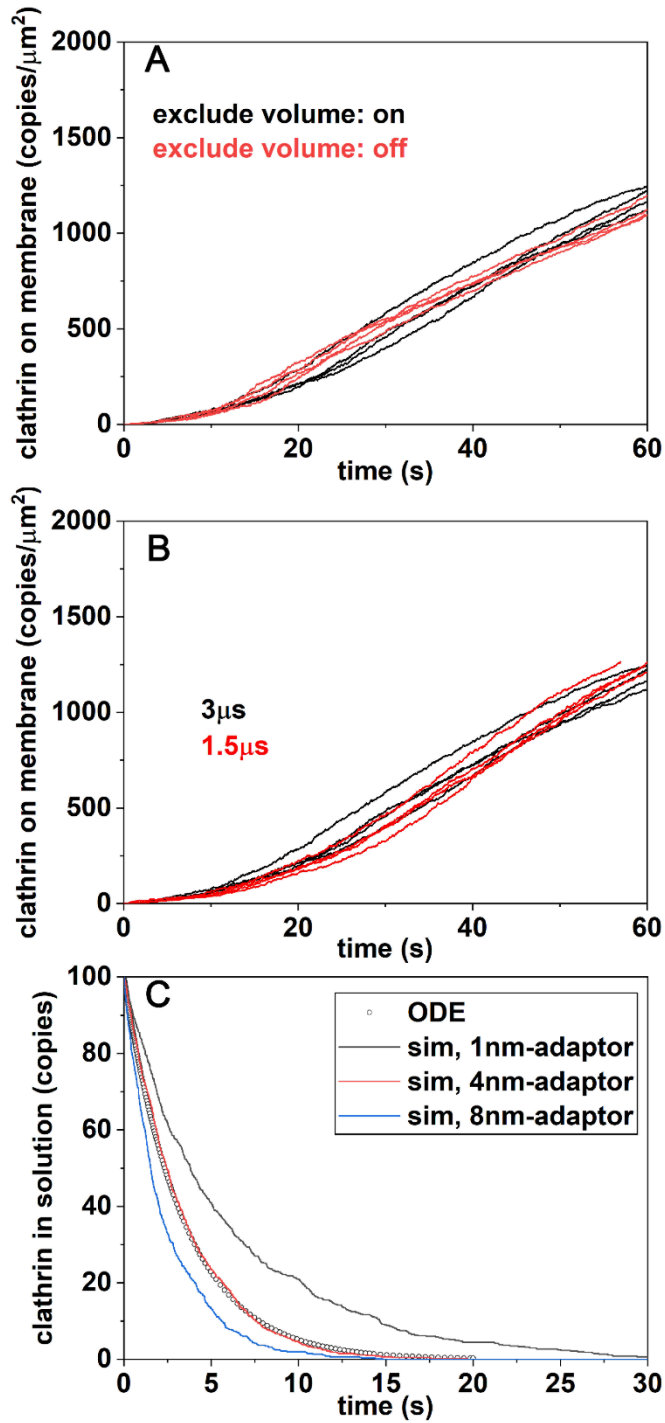 A
exclude volume: on
exclude volume: off
clathrin on membrane (copies/μm²)
2000
1500
1000
500
0
0 20 40 60
time (s)
B
3μs
1.5μs
clathrin on membrane (copies/μm²)
2000
1500
1000
500
0
0 20 40 60
time (s)
C
ODE
sim, 1nm-adaptor
sim, 4nm-adaptor
sim, 8nm-adaptor
clathrin in solution (copies)
100
80
60
40
20
0
0 5 10 15 20 25 30
time (s)